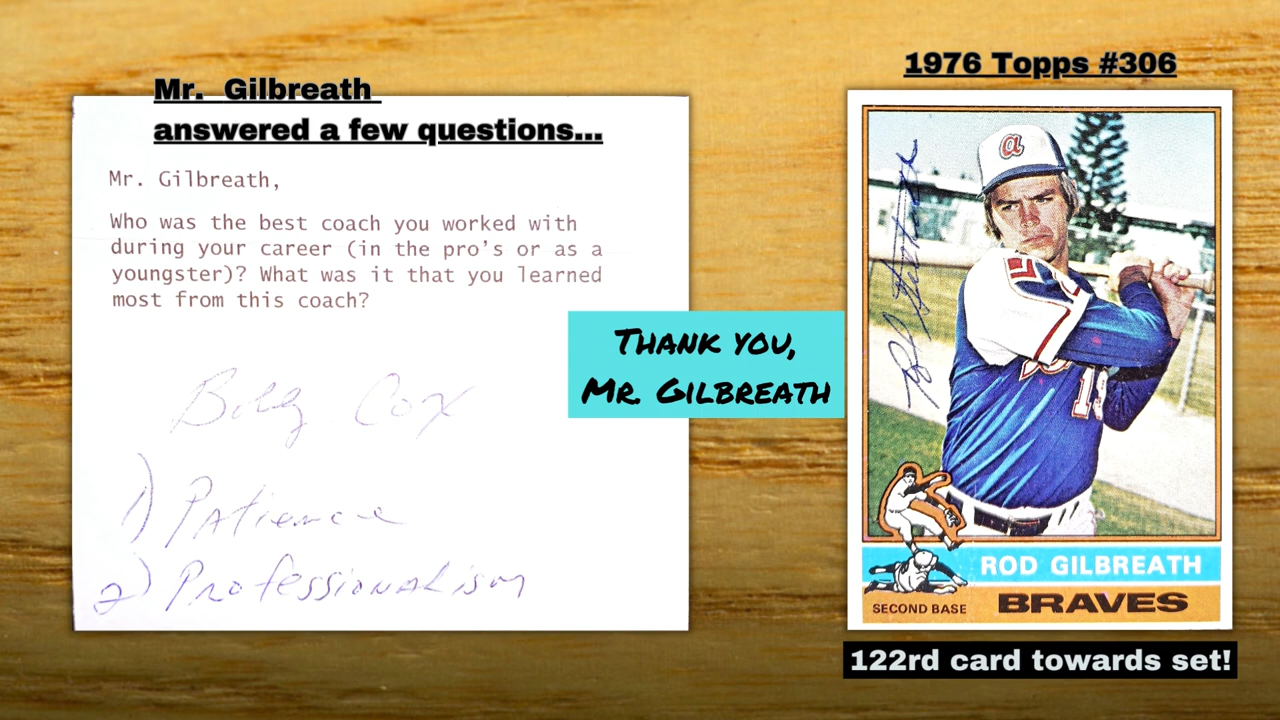 Mr. Gilbreath
answered a few questions...
Mr. Gilbreath,
Who was the best coach you worked with
during your career (in the pro's or as a
youngster)? What was it that you learned
most from this coach?
Bobby Cox
1) Patience
2) Professionalism
Thank you,
Mr. Gilbreath
1976 Topps #306
a
19
ROD GILBREATH
SECOND BASE
BRAVES
122rd card towards set!